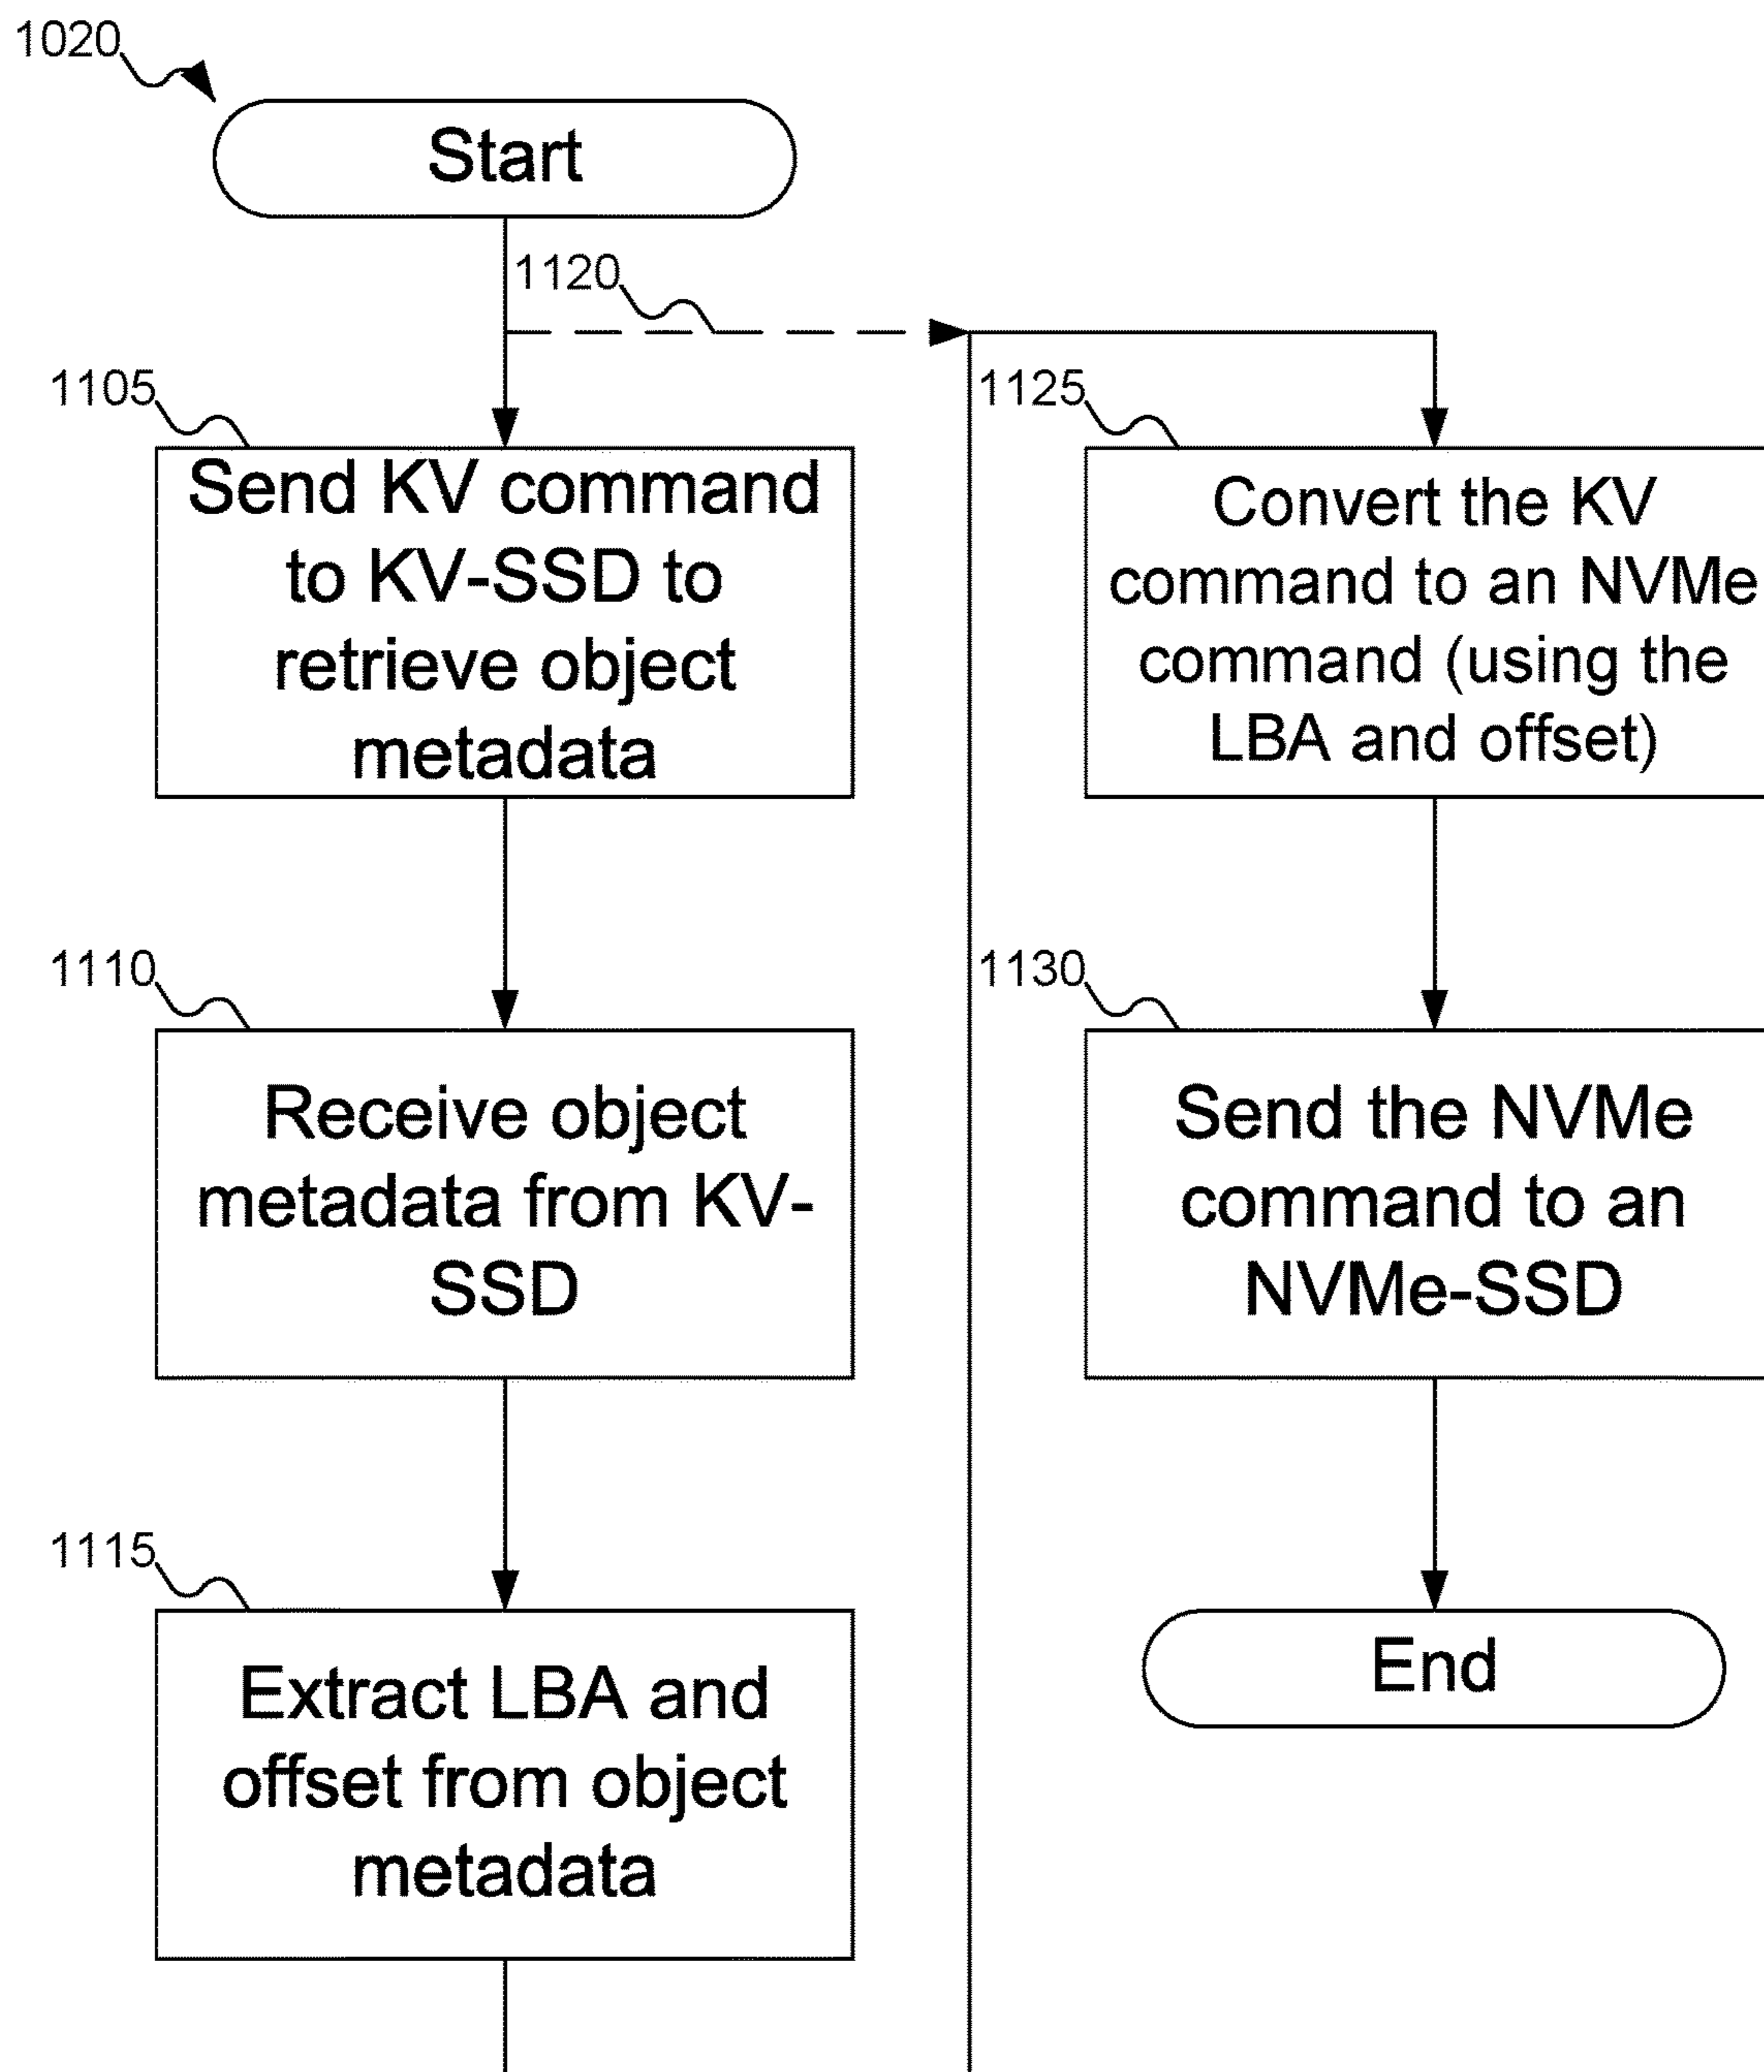 1020
Start
1120
1105
Send KV command
to KV-SSD to
retrieve object
metadata
1110
Receive object
metadata from KV-
SSD
1115
Extract LBA and
offset from object
metadata
1125
Convert the KV
command to an NVMe
command (using the
LBA and offset)
1130
Send the NVMe
command to an
NVMe-SSD
End